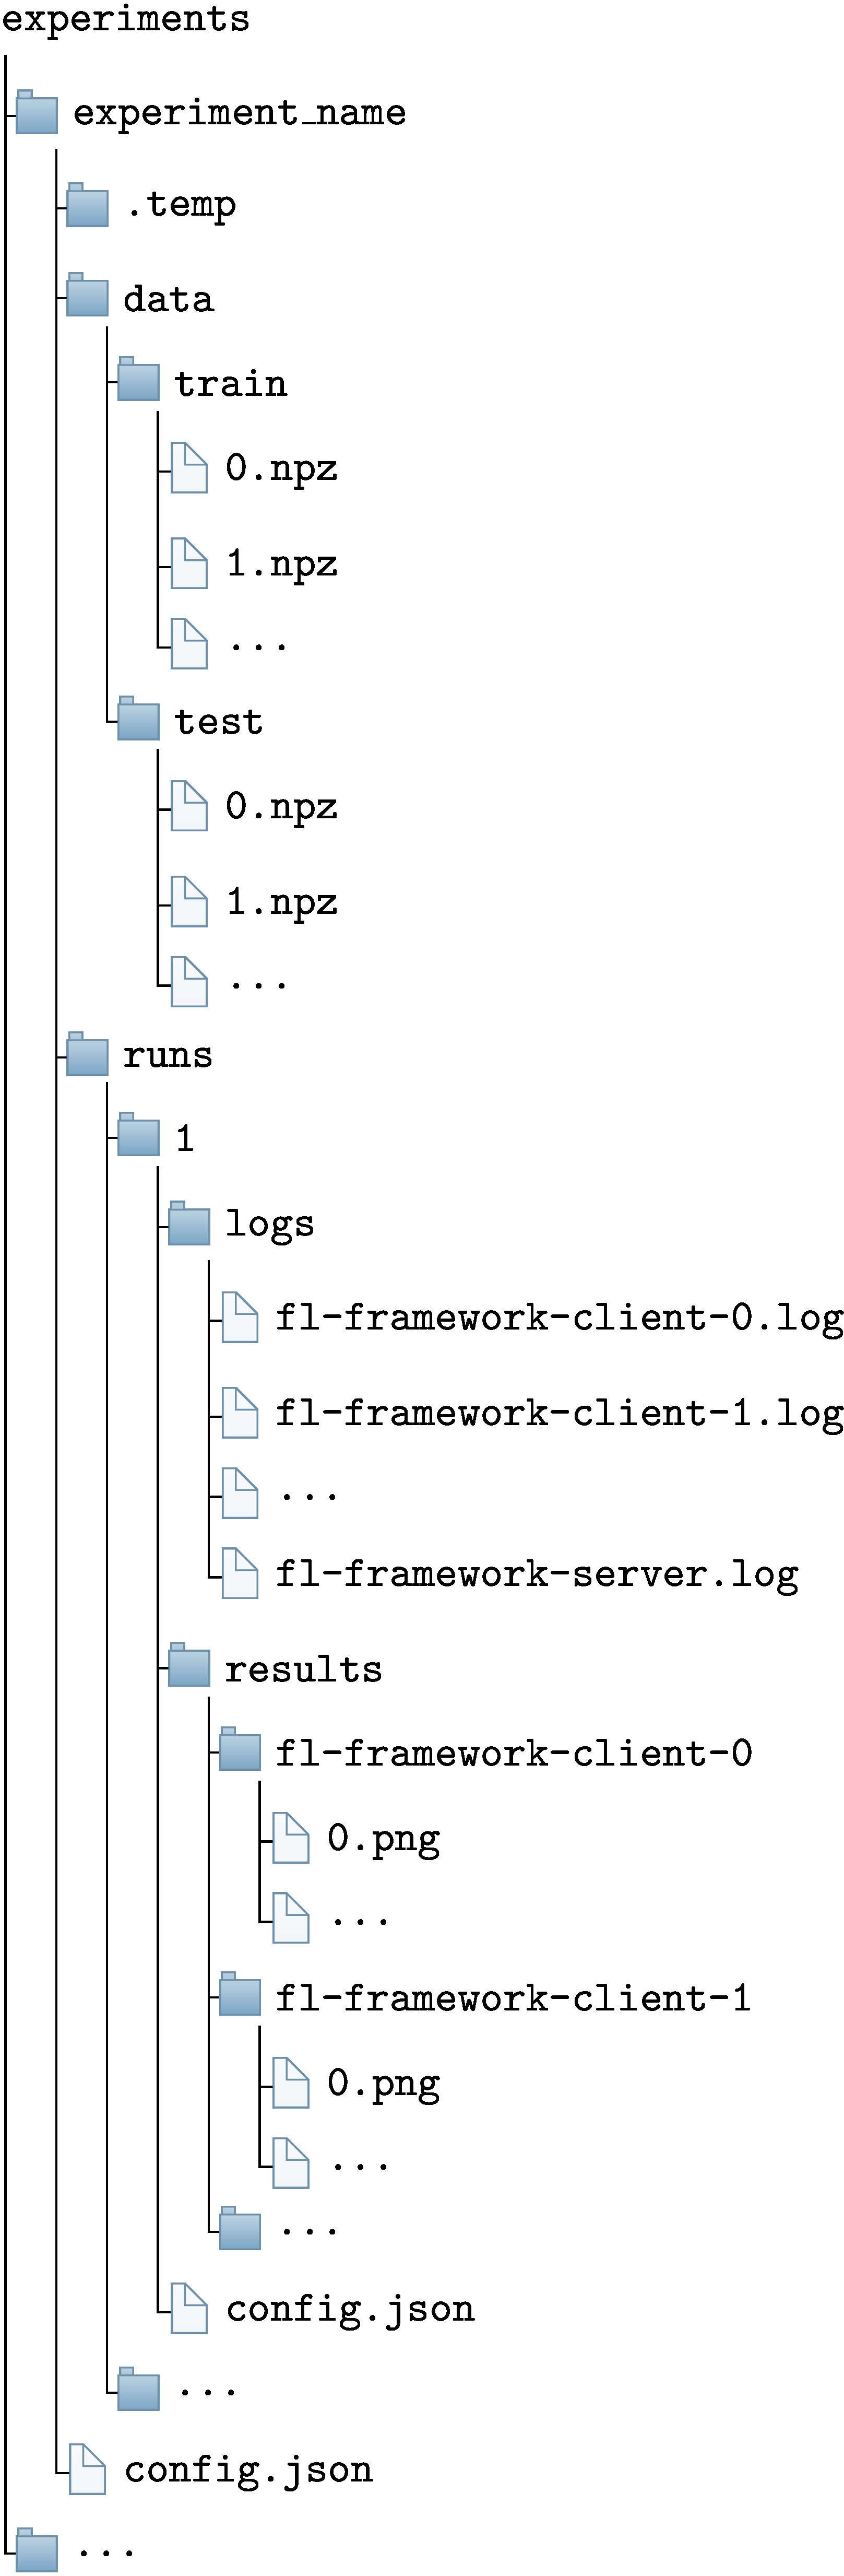 experiments
experiment_name
.temp
data
train
0.npz
1.npz
...
test
0.npz
1.npz
...
runs
1
logs
fl-framework-client-0.log
fl-framework-client-1.log
...
fl-framework-server.log
results
fl-framework-client-0
0.png
...
fl-framework-client-1
0.png
...
...
config.json
...
config.json
...